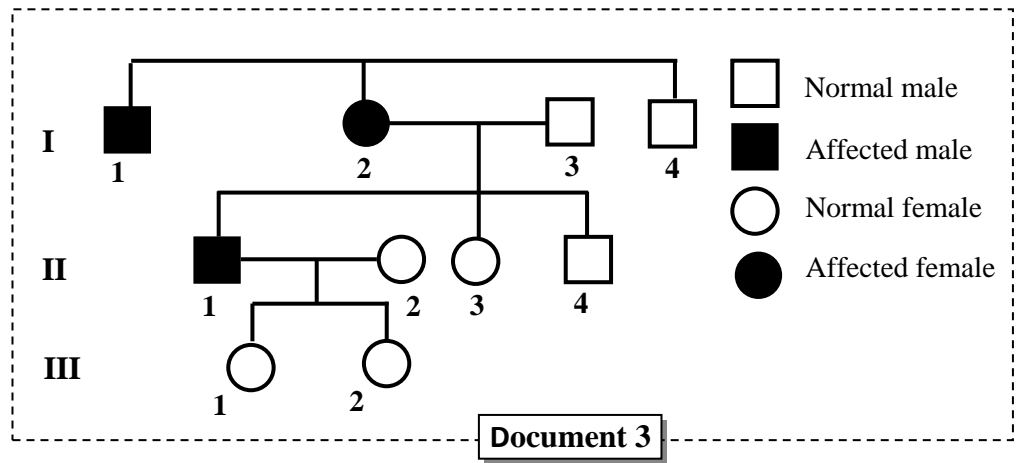 I
1
2
3
4
II
1
2
3
4
III
1
2
Normal male
Affected male
Normal female
Affected female
Document 3